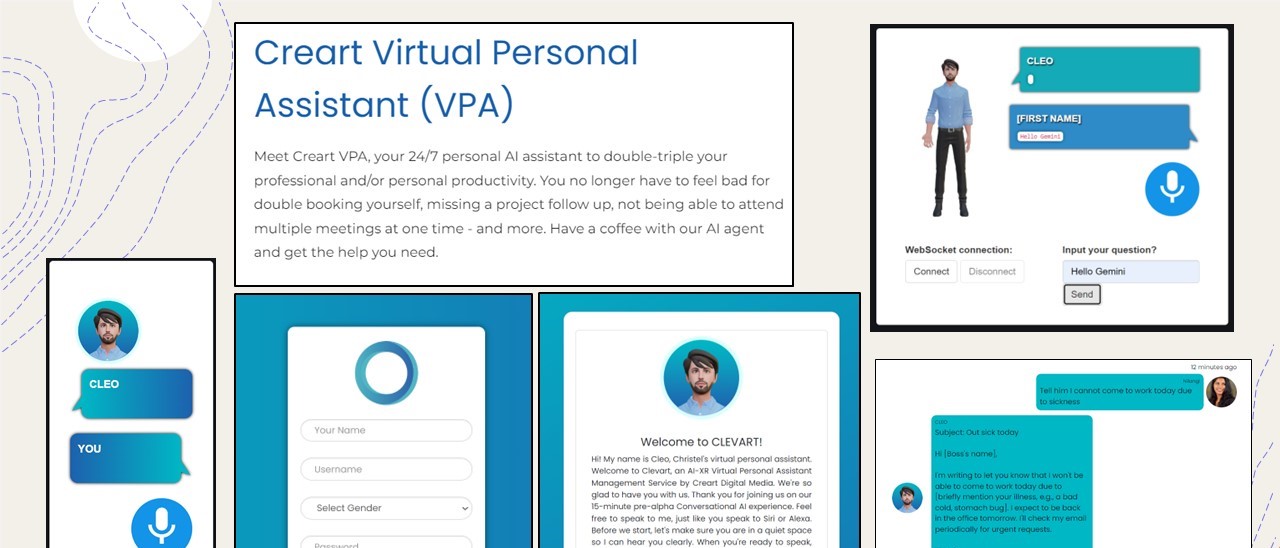 Creart Virtual Personal
Assistant (VPA)
Meet Creart VPA, your 24/7 personal AI assistant to double-triple your
professional and/or personal productivity. You no longer have to feel bad for
double booking yourself, missing a project follow up, not being able to attend
multiple meetings at one time - and more. Have a coffee with our AI agent
and get the help you need.
CLEO
[FIRST NAME]
Hello Gemini
WebSocket connection:
Connect
Disconnect
Input your question?
Hello Gemini
Send
CLEO
YOU
Your Name
Username
Select Gender
Password
Welcome to CLEVART!
Hi! My name is Cleo, Christel's virtual personal assistant.
Welcome to Clevart, an AI-XR Virtual Personal Assistant
Management Service by Creart Digital Media. We're so
glad to have you with us. Thank you for joining us on our
15-minute pre-alpha Conversational AI experience. Feel
free to speak to me, just like you speak to Siri or Alexa.
Before we start, let's make sure you are in a quiet space
so I can hear you clearly. When you're ready to speak,
12 minutes ago
Tell him I cannot come to work today due
to sickness
CLEO
Subject: Out sick today
Hi [Boss's name],
I'm writing to let you know that I won't be
able to come to work today due to
[briefly mention your illness, e.g., a bad
cold, stomach bug]. I expect to be back
in the office tomorrow. I'll check my email
periodically for urgent requests.